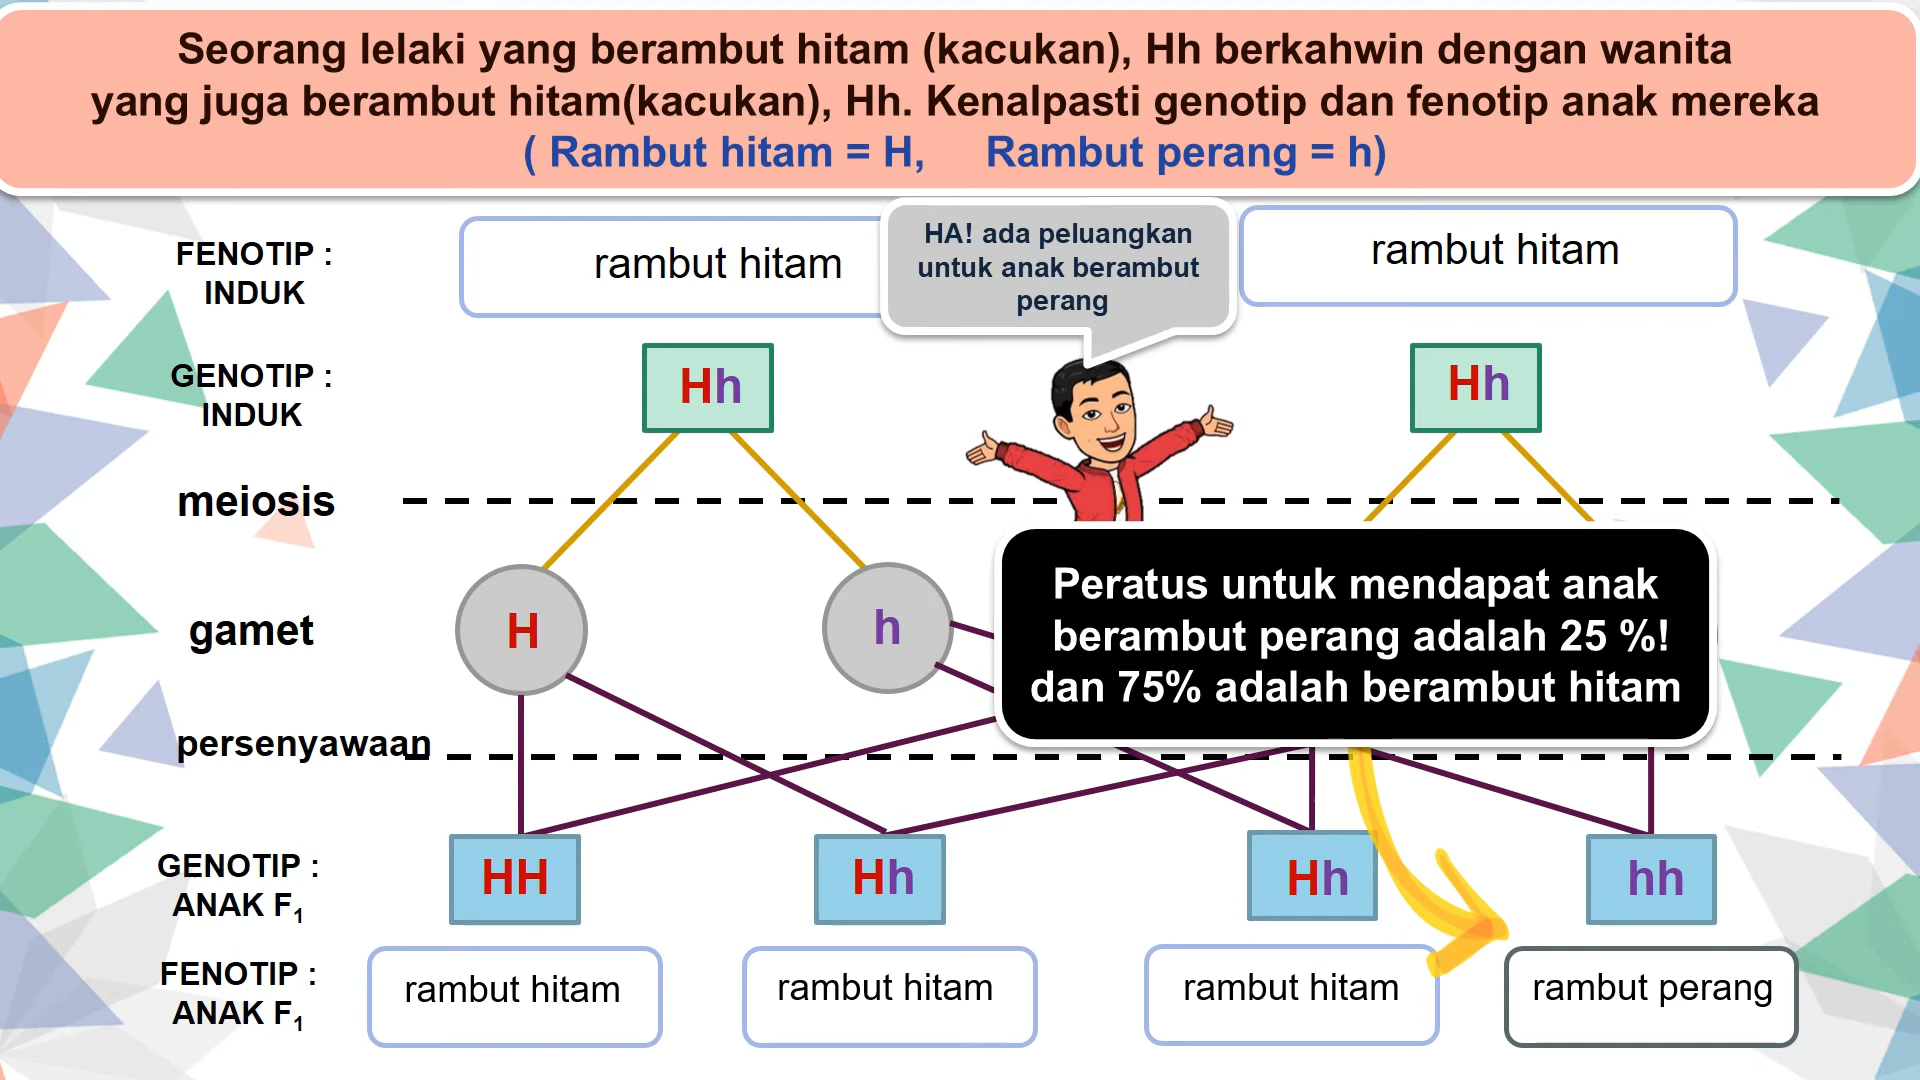 Seorang lelaki yang berambut hitam (kacukan), Hh berkahwin dengan wanita
yang juga berambut hitam(kacukan), Hh. Kenalpasti genotip dan fenotip anak mereka
( Rambut hitam = H, Rambut perang = h)
FENOTIP :
INDUK
rambut hitam
HA! ada peluangkan
untuk anak berambut
perang
rambut hitam
GENOTIP :
INDUK
Hh
Hh
meiosis
gamet
H
h
Peratus untuk mendapat anak
berambut perang adalah 25 %!
dan 75% adalah berambut hitam
persenyawaan
GENOTIP :
ANAK F₁
HH
Hh
Hh
hh
FENOTIP :
ANAK F₁
rambut hitam
rambut hitam
rambut hitam
rambut perang